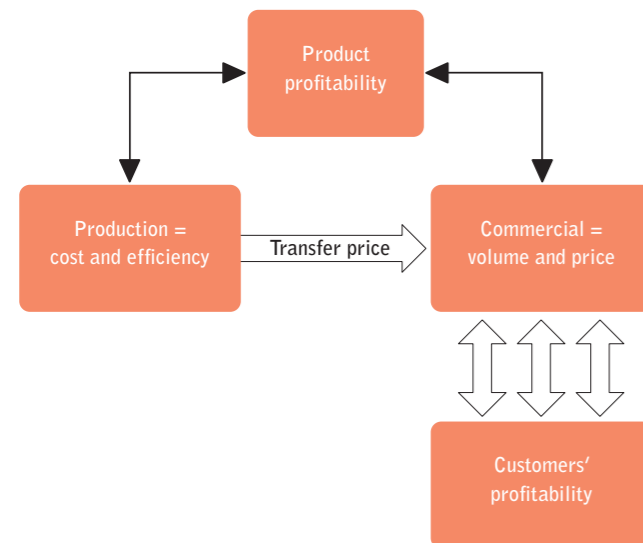 Product
profitability
Production =
cost and efficiency
Transfer price
Commercial =
volume and price
Customers’
profitability